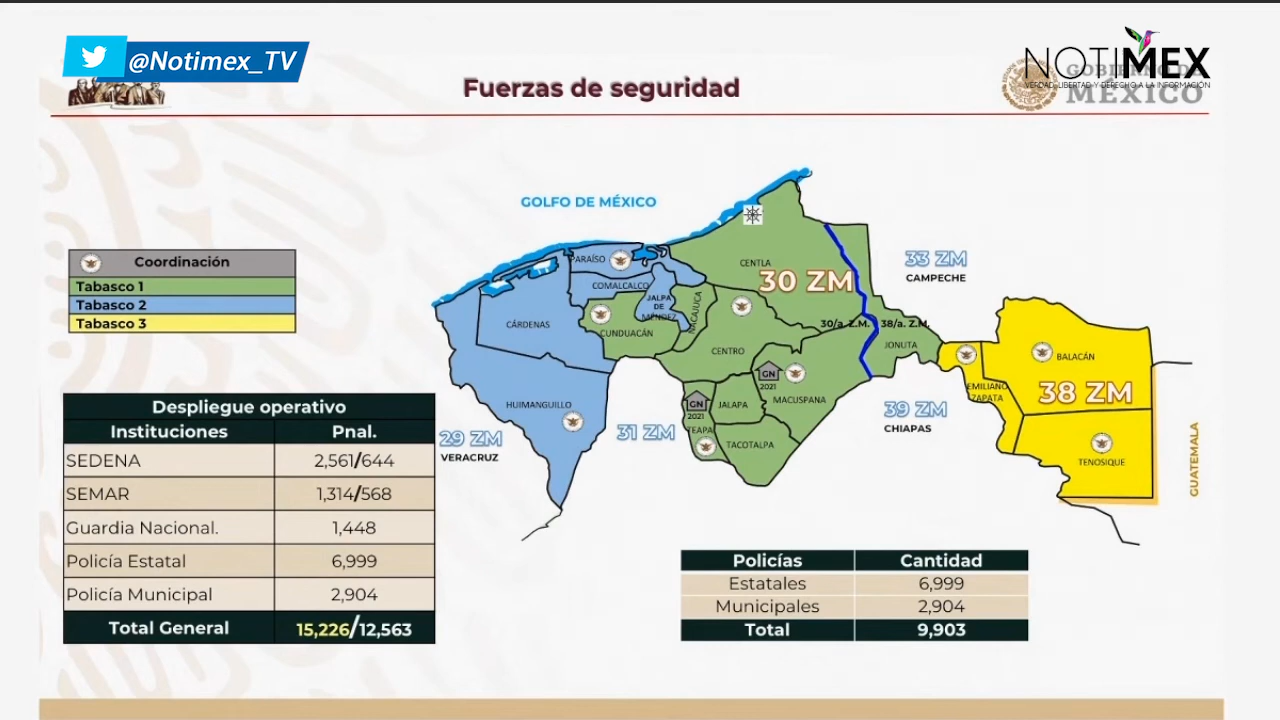 @Notimex_TV
Fuerzas de seguridad
NOTIMEX
VERDAD, LIBERTAD Y DERECHO A LA INFORMACIÓN
GOBIERNO DE
MÉXICO
GOLFO DE MÉXICO
Coordinación
Tabasco 1
Tabasco 2
Tabasco 3
PARAÍSO
COMALCALCO
JALPA
DE
MÉNDEZ
NACAJUCA
CÁRDENAS
CUNDUACÁN
HUIMANGUILLO
CENTLA
30 ZM
30/a. Z.M.
38/a. Z.M.
33 ZM
CAMPECHE
CENTRO
JONUTA
GN
2021
MACUSPANA
GN
2021
JALAPA
TEAPA
TACOTALPA
29 ZM
VERACRUZ
31 ZM
39 ZM
CHIAPAS
EMILIANO
ZAPATA
BALACÁN
38 ZM
TENOSIQUE
GUATEMALA
Despliegue operativo
Instituciones Pnal.
SEDENA 2,561/644
SEMAR 1,314/568
Guardia Nacional. 1,448
Policía Estatal 6,999
Policía Municipal 2,904
Total General 15,226/12,563
Policías Cantidad
Estatales 6,999
Municipales 2,904
Total 9,903